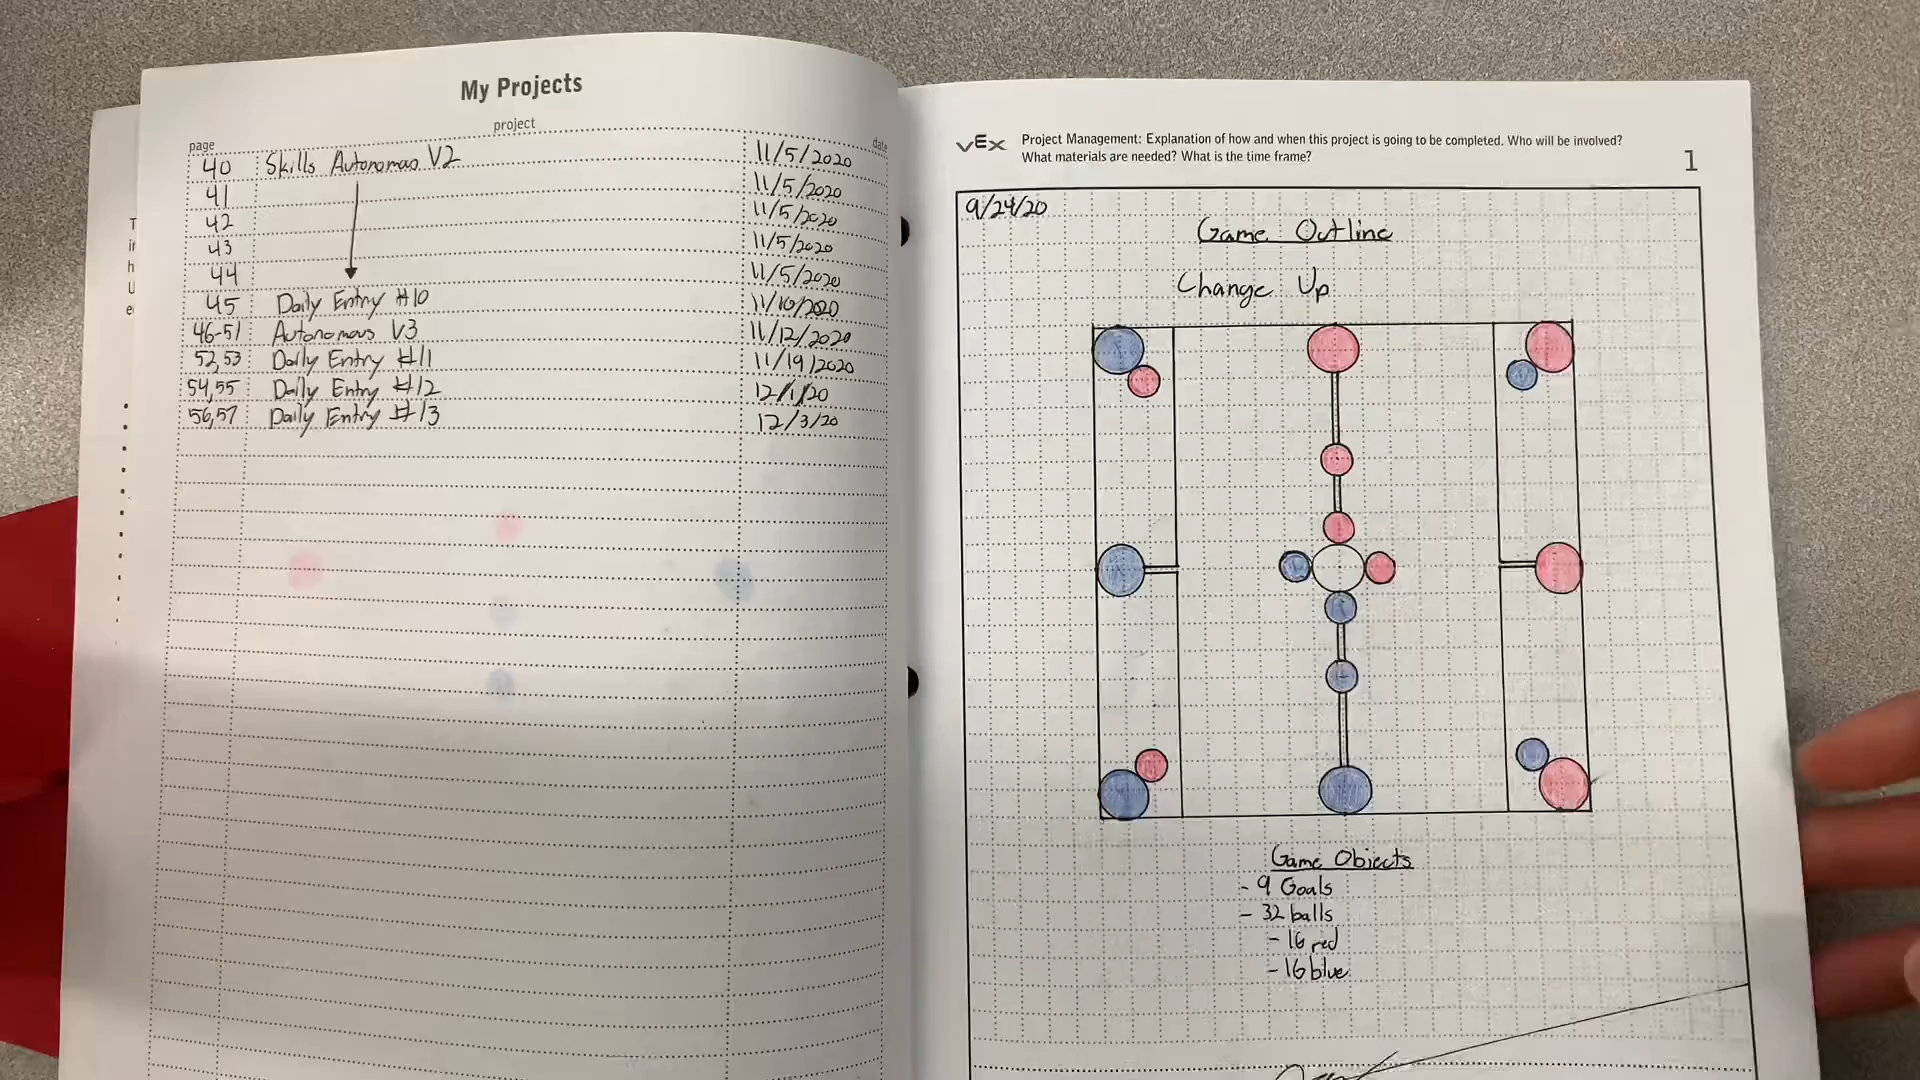 My Projects
page project date
40 Skills Autonomous V2 11/5/2020
41 11/5/2020
42 11/5/2020
43 11/5/2020
44 11/5/2020
45 Daily Entry #10 11/10/2020
46-51 Autonomous V3 11/12/2020
52,53 Daily Entry #11 11/19/2020
54,55 Daily Entry #12 12/1/20
56,57 Daily Entry #13 12/3/20
VEX Project Management: Explanation of how and when this project is going to be completed. Who will be involved?
What materials are needed? What is the time frame?
1
9/24/20
Game Outline
Change Up
Game Objects
- 9 Goals
- 32 balls
- 16 red
- 16 blue